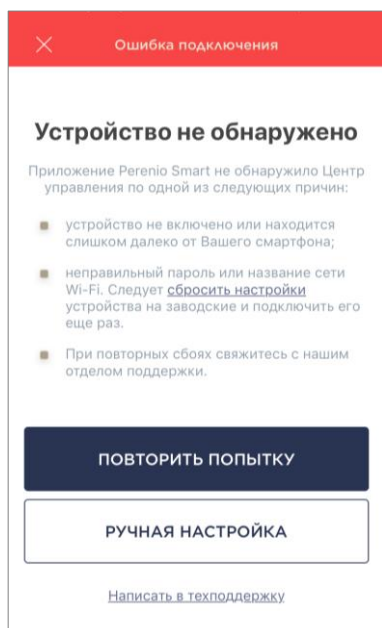 Ошибка подключения
Устройство не обнаружено
Приложение Perenio Smart не обнаружило Центр
управления по одной из следующих причин:
устройство не включено или находится
слишком далеко от Вашего смартфона;
неправильный пароль или название сети
Wi-Fi. Следует сбросить настройки
устройства на заводские и подключить его
еще раз.
При повторных сбоях свяжитесь с нашим
отделом поддержки.
ПОВТОРИТЬ ПОПЫТКУ
РУЧНАЯ НАСТРОЙКА
Написать в техподдержку